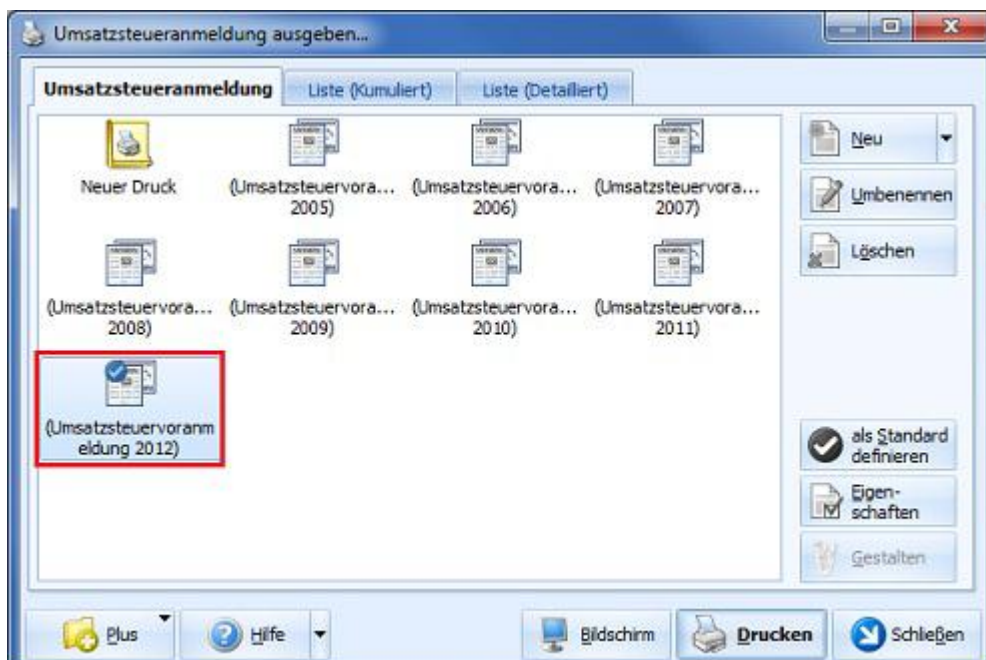 Umsatzsteueranmeldung ausgeben...
Umsatzsteueranmeldung
Liste (Kumuliert)
Liste (Detailliert)
Neuer Druck
(Umsatzsteuervora...
2005)
(Umsatzsteuervora...
2006)
(Umsatzsteuervora...
2007)
(Umsatzsteuervora...
2008)
(Umsatzsteuervora...
2009)
(Umsatzsteuervora...
2010)
(Umsatzsteuervora...
2011)
(Umsatzsteuervoranm
eldung 2012)
Neu
Umbenennen
Löschen
als Standard
definieren
Eigen-
schaften
Gestalten
Plus
Hilfe
Bildschirm
Drucken
Schließen